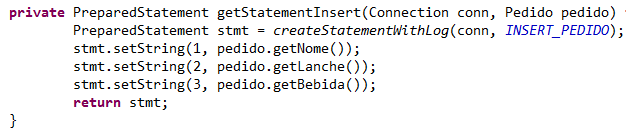 private PreparedStatement getStatementInsert(Connection conn, Pedido pedido)
PreparedStatement stmt = createStatementWithLog(conn, INSERT_PEDIDO);
stmt.setString(1, pedido.getNome());
stmt.setString(2, pedido.getLanche());
stmt.setString(3, pedido.getBebida());
return stmt;
}